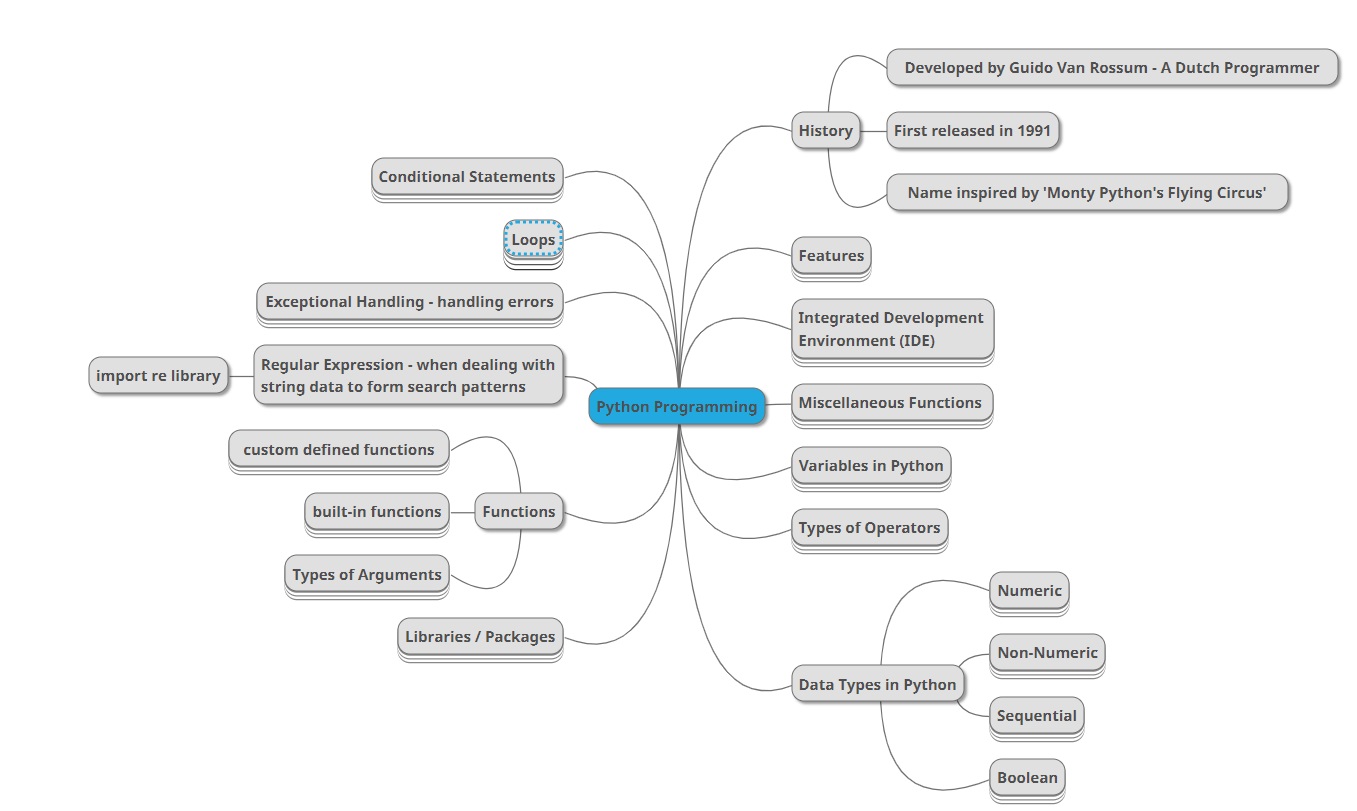 Python Programming
History
Developed by Guido Van Rossum - A Dutch Programmer
First released in 1991
Name inspired by 'Monty Python's Flying Circus'
Features
Integrated Development
Environment (IDE)
Miscellaneous Functions
Variables in Python
Types of Operators
Data Types in Python
Numeric
Non-Numeric
Sequential
Boolean
Conditional Statements
Loops
Exceptional Handling - handling errors
Regular Expression - when dealing with
string data to form search patterns
import re library
Functions
custom defined functions
built-in functions
Types of Arguments
Libraries / Packages